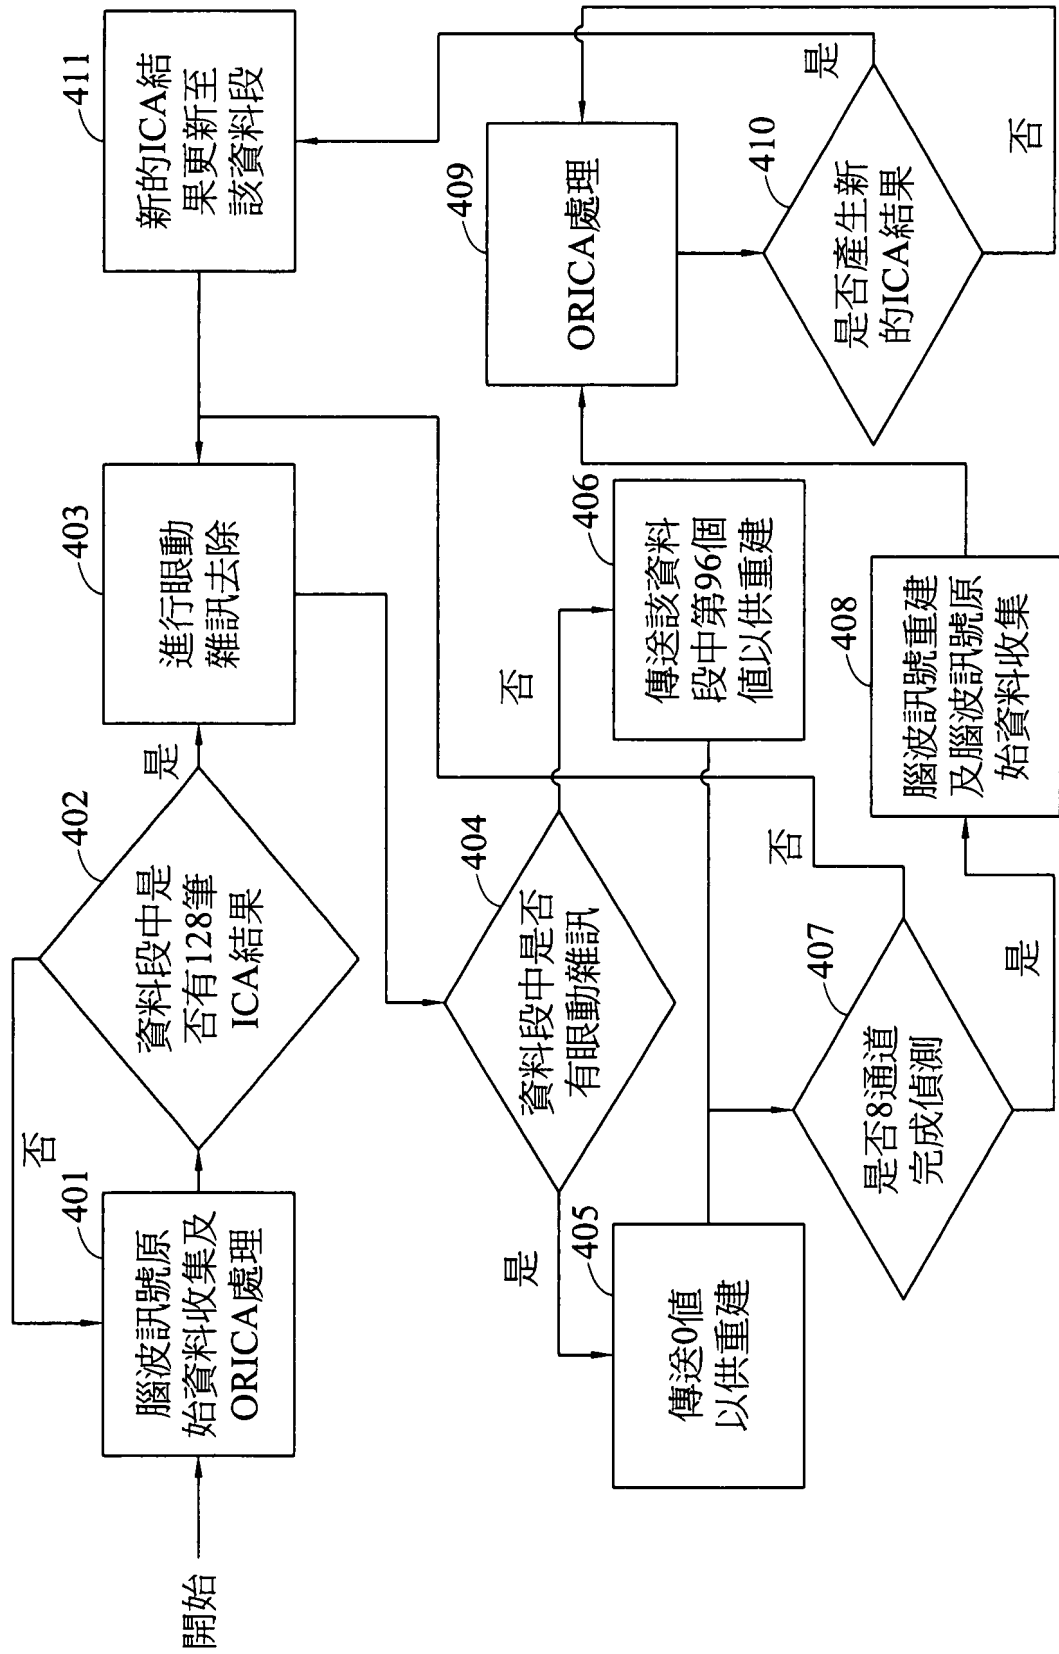 開始
401
腦波訊號原
始資料收集及
ORICA處理
否
402
資料段中是
否有128筆
ICA結果
是
403
進行眼動
雜訊去除
411
新的ICA結
果更新至
該資料段
404
資料段中是否
有眼動雜訊
是
否
405
傳送0值
以供重建
406
傳送該資料
段中第96個
值以供重建
407
是否8通道
完成偵測
否
是
408
腦波訊號重建
及腦波訊號原
始資料收集
409
ORICA處理
410
是否產生新
的ICA結果
是
否